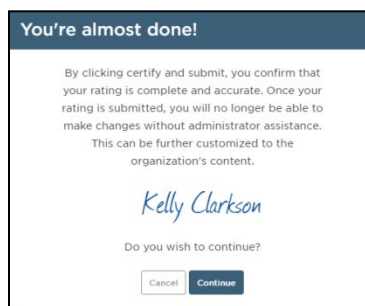 You're almost done!
By clicking certify and submit, you confirm that
your rating is complete and accurate. Once your
rating is submitted, you will no longer be able to
make changes without administrator assistance.
This can be further customized to the
organization's content.
Kelly Clarkson
Do you wish to continue?
Cancel Continue